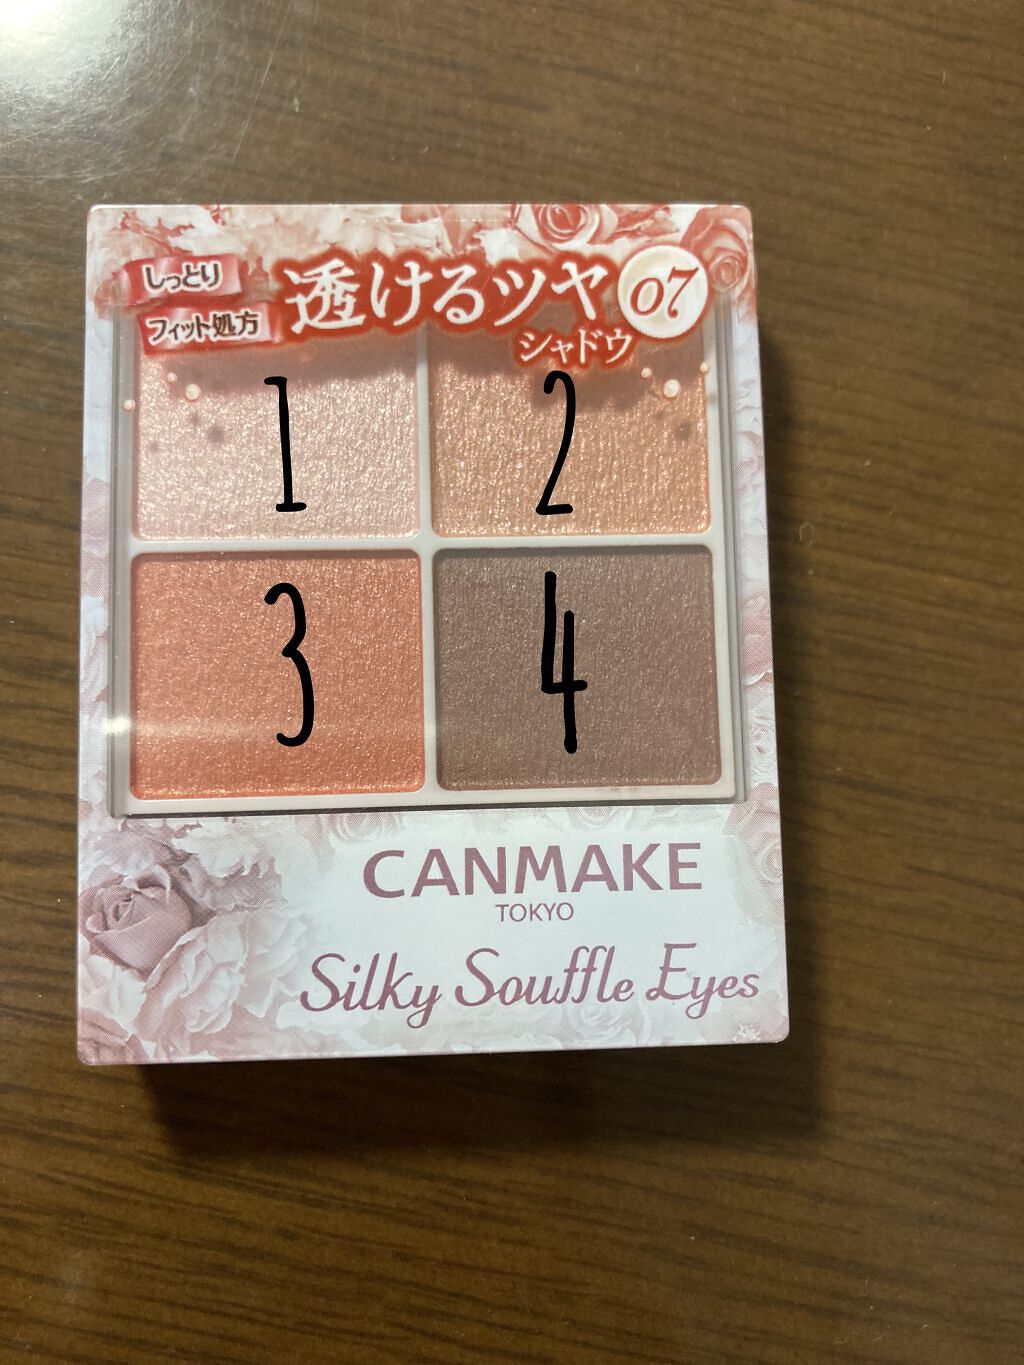 しっとり
フィット処方
透けるツヤ
シャドウ
07
1
2
3
4
CANMAKE
TOKYO
Silky Souffle Eyes